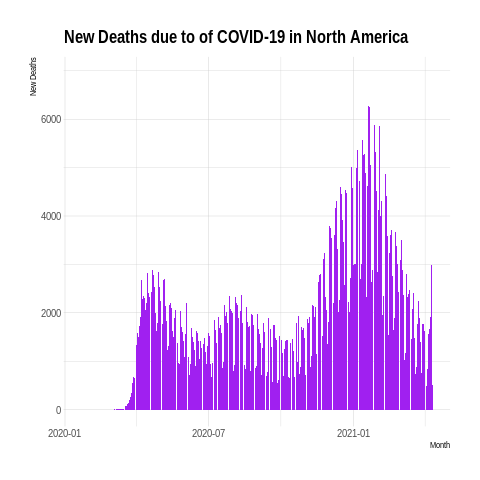 New Deaths due to of COVID-19 in North America
New Deaths
6000
4000
2000
0
2020-01
2020-07
2021-01
Month